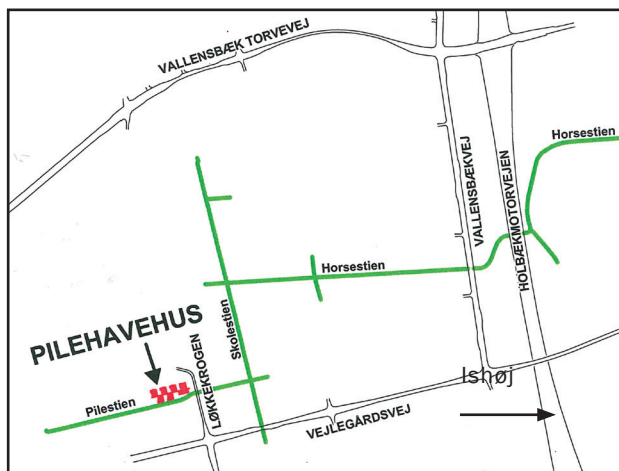 VALLENSBÆK TORVEVEJ
Horsestien
VALLENSBÆKVEJ
HOLBÆKMOTORVEJEN
Horsestien
PILEHAVEHUS
Skolestien
LØKKEKROGEN
Ishøj
Pilestien
VEJLEGÅRDSVEJ